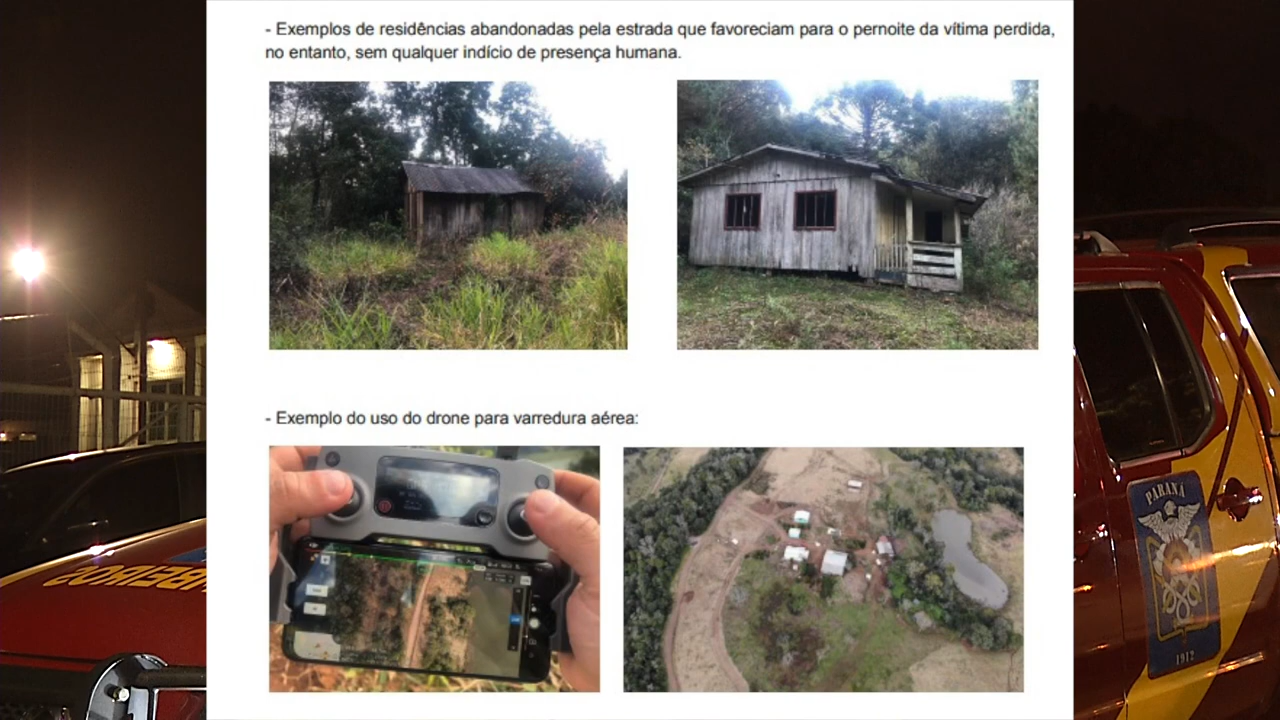 - Exemplos de residências abandonadas pela estrada que favoreciam para o pernoite da vítima perdida,
no entanto, sem qualquer indício de presença humana.
- Exemplo do uso do drone para varredura aérea:
BEIROS
PARANÁ
1912